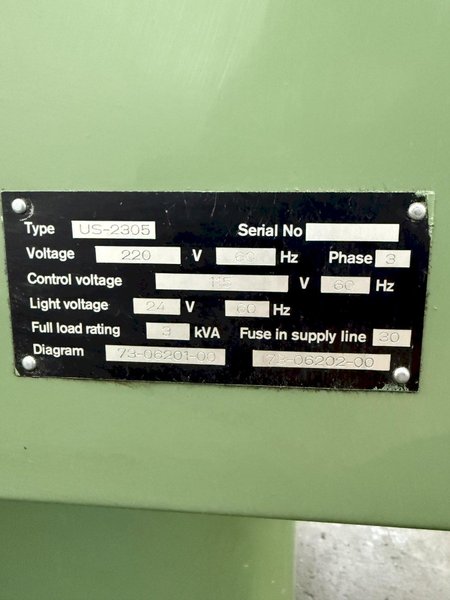 Type US-2305 Serial No
Voltage 220 V 60 Hz Phase 3
Control voltage 115 V 60 Hz
Light voltage 24 V 60 Hz
Full load rating 3 kVA Fuse in supply line 30
Diagram 73-06201-00 73-06202-00